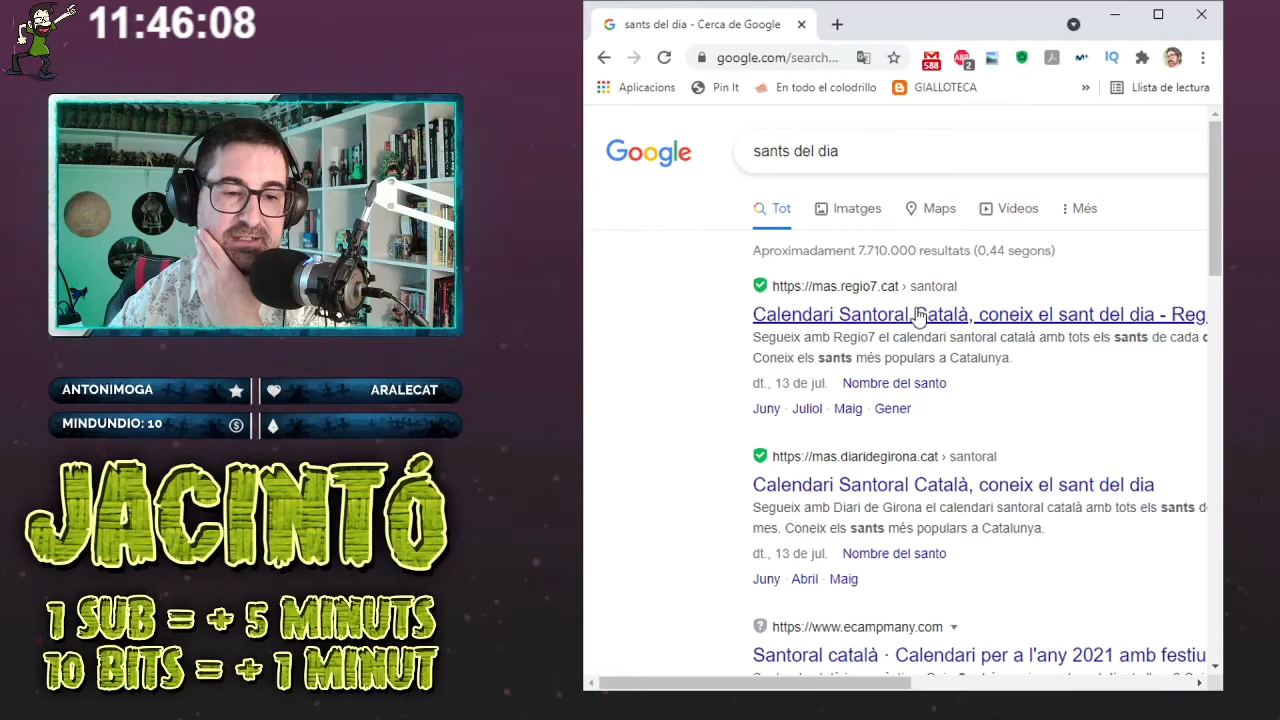 11:46:08
ANTONIMOGA
ARALECAT
MINDUNDIO: 10
JACINTÓ
1 SUB = + 5 MINUTS
10 BITS = + 1 MINUT
sants del dia - Cerca de Google
google.com/search...
588
ABP
2
IQ
Aplicacions
Pin It
En todo el colodrillo
GIALLOTECA
»
Llista de lectura
Google
sants del dia
Tot
Imatges
Maps
Vídeos
Més
Aproximadament 7.710.000 resultats (0,44 segons)
https://mas.regio7.cat › santoral
Calendari Santoral Català, coneix el sant del dia - Reg
Segueix amb Regio7 el calendari santoral català amb tots els sants de cada
Coneix els sants més populars a Catalunya.
dt., 13 de jul. Nombre del santo
Juny · Juliol · Maig · Gener
https://mas.diaridegirona.cat › santoral
Calendari Santoral Català, coneix el sant del dia
Segueix amb Diari de Girona el calendari santoral català amb tots els sants
mes. Coneix els sants més populars a Catalunya.
dt., 13 de jul. Nombre del santo
Juny · Abril · Maig
https://www.ecampmany.com
Santoral català · Calendari per a l'any 2021 amb festiu